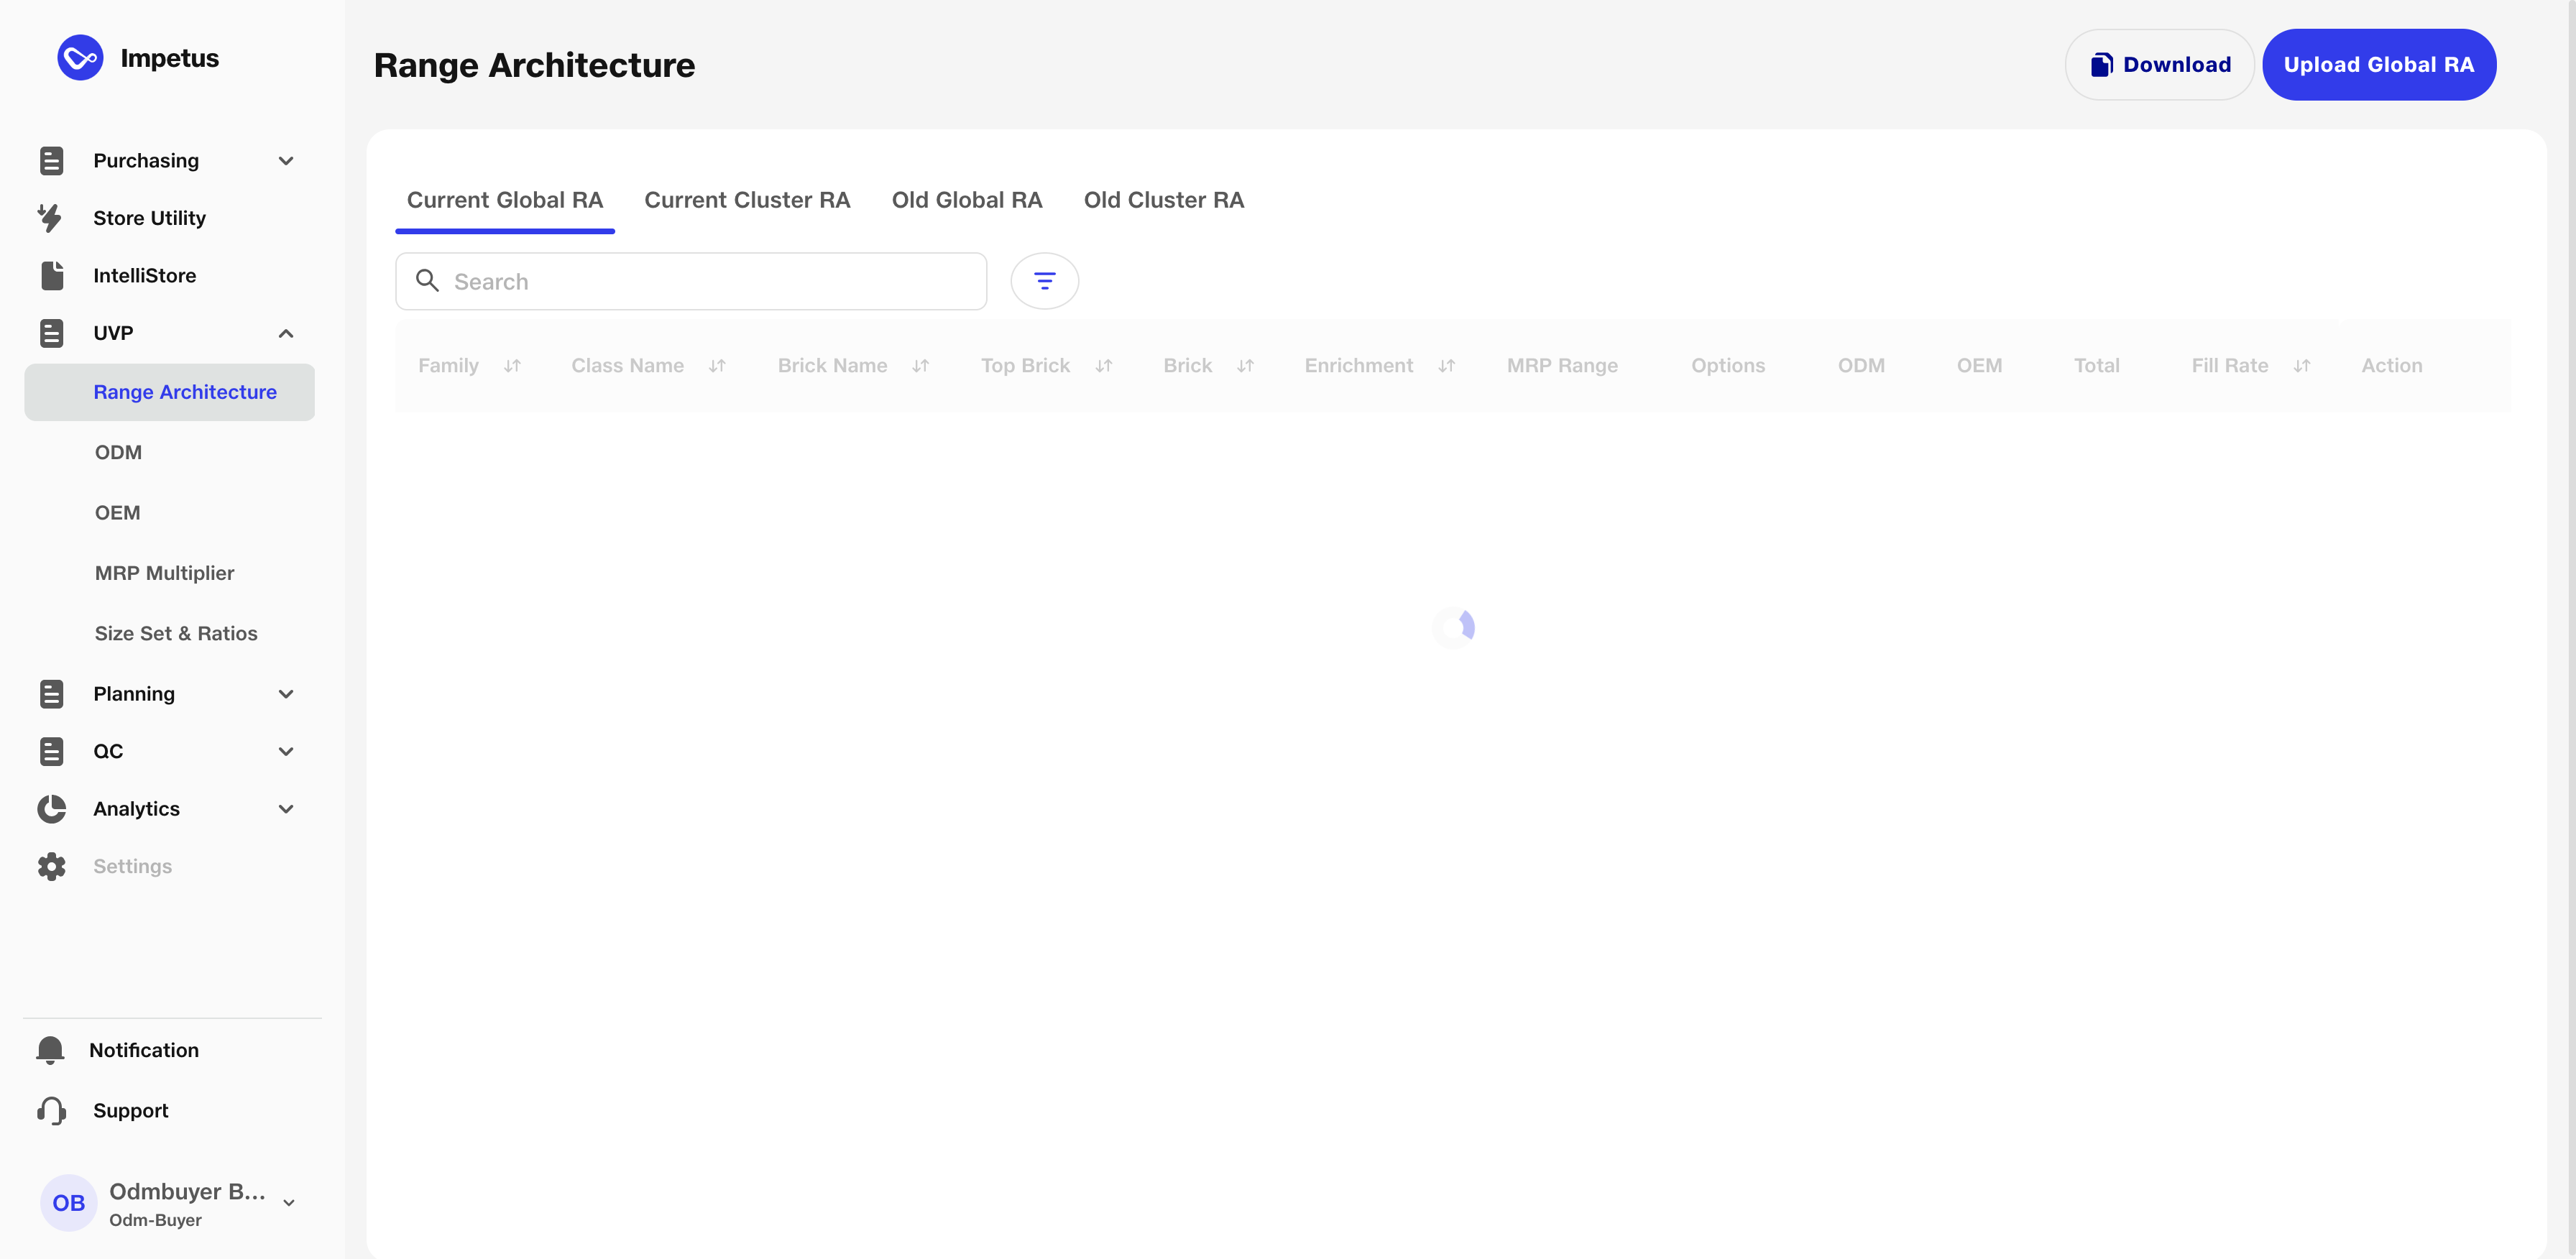 Impetus
Purchasing
Store Utility
IntelliStore
UVP
Range Architecture
ODM
OEM
MRP Multiplier
Size Set & Ratios
Planning
QC
Analytics
Settings
Notification
Support
OB
Odmbuyer B...
Odm-Buyer
Range Architecture
Download
Upload Global RA
Current Global RA Current Cluster RA Old Global RA Old Cluster RA
Search
Family Class Name Brick Name Top Brick Brick Enrichment MRP Range Options ODM OEM Total Fill Rate Action